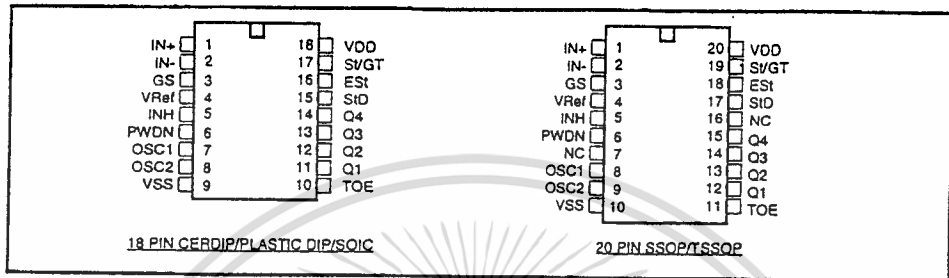 IN+ 1 18 VDD
IN- 2 17 St/GT
GS 3 16 ESt
VRef 4 15 StD
INH 5 14 Q4
PWDN 6 13 Q3
OSC1 7 12 Q2
OSC2 8 11 Q1
VSS 9 10 TOE
18 PIN CERDIP/PLASTIC DIP/SOIC
IN+ 1 20 VDD
IN- 2 19 St/GT
GS 3 18 ESt
VRef 4 17 StD
INH 5 16 NC
PWDN 6 15 Q4
NC 7 14 Q3
OSC1 8 13 Q2
OSC2 9 12 Q1
VSS 10 11 TOE
20 PIN SSOP/TSSOP